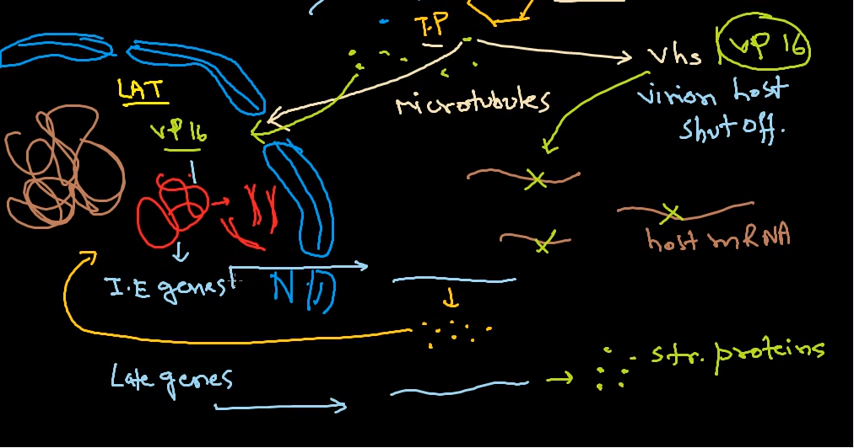 T.P
vhs
VP 16
LAT
microtubules
virion host
shut off.
VP 16
host mRNA
I.E genes
Late genes
str. proteins